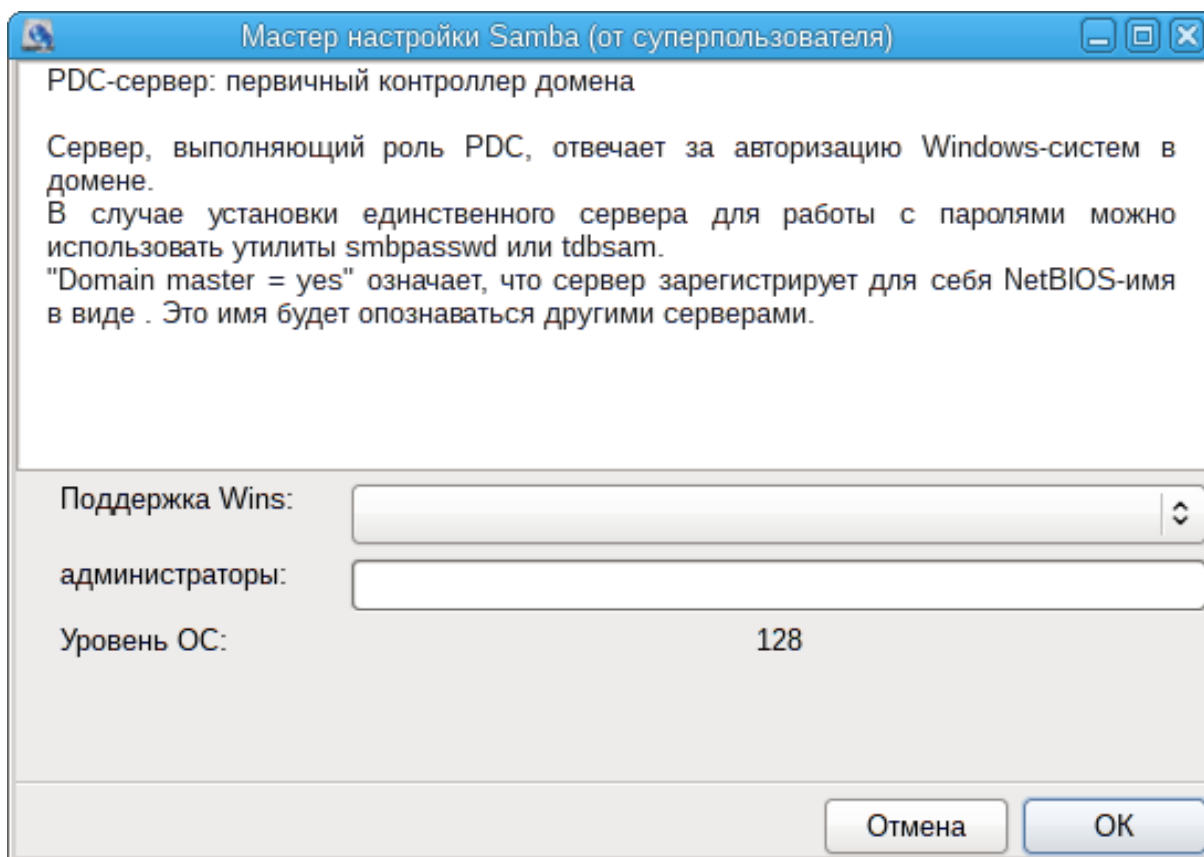 Мастер настройки Samba (от суперпользователя)
PDC-сервер: первичный контроллер домена
Сервер, выполняющий роль PDC, отвечает за авторизацию Windows-систем в
домене.
В случае установки единственного сервера для работы с паролями можно
использовать утилиты smbpasswd или tdbsam.
"Domain master = yes" означает, что сервер зарегистрирует для себя NetBIOS-имя
в виде . Это имя будет опознаваться другими серверами.
Поддержка Wins:
администраторы:
Уровень ОС:
128
Отмена
ОК